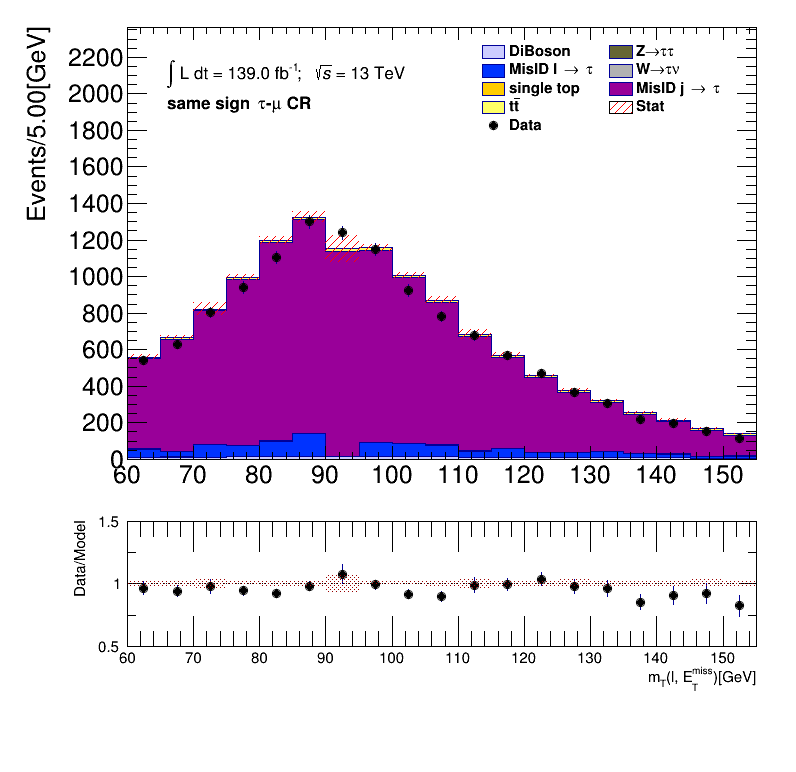 Events/5.00[GeV]
2200
2000
1800
1600
1400
1200
1000
800
600
400
200
0
∫ L dt = 139.0 fb⁻¹; √s = 13 TeV
same sign τ-μ CR
DiBoson
Z→ττ
MisID l → τ
W→τν
single top
MisID j → τ
tt̄
Stat
Data
60 70 80 90 100 110 120 130 140 150
Data/Model
1.5
1
0.5
60 70 80 90 100 110 120 130 140 150
m_T(l, E_T^miss)[GeV]